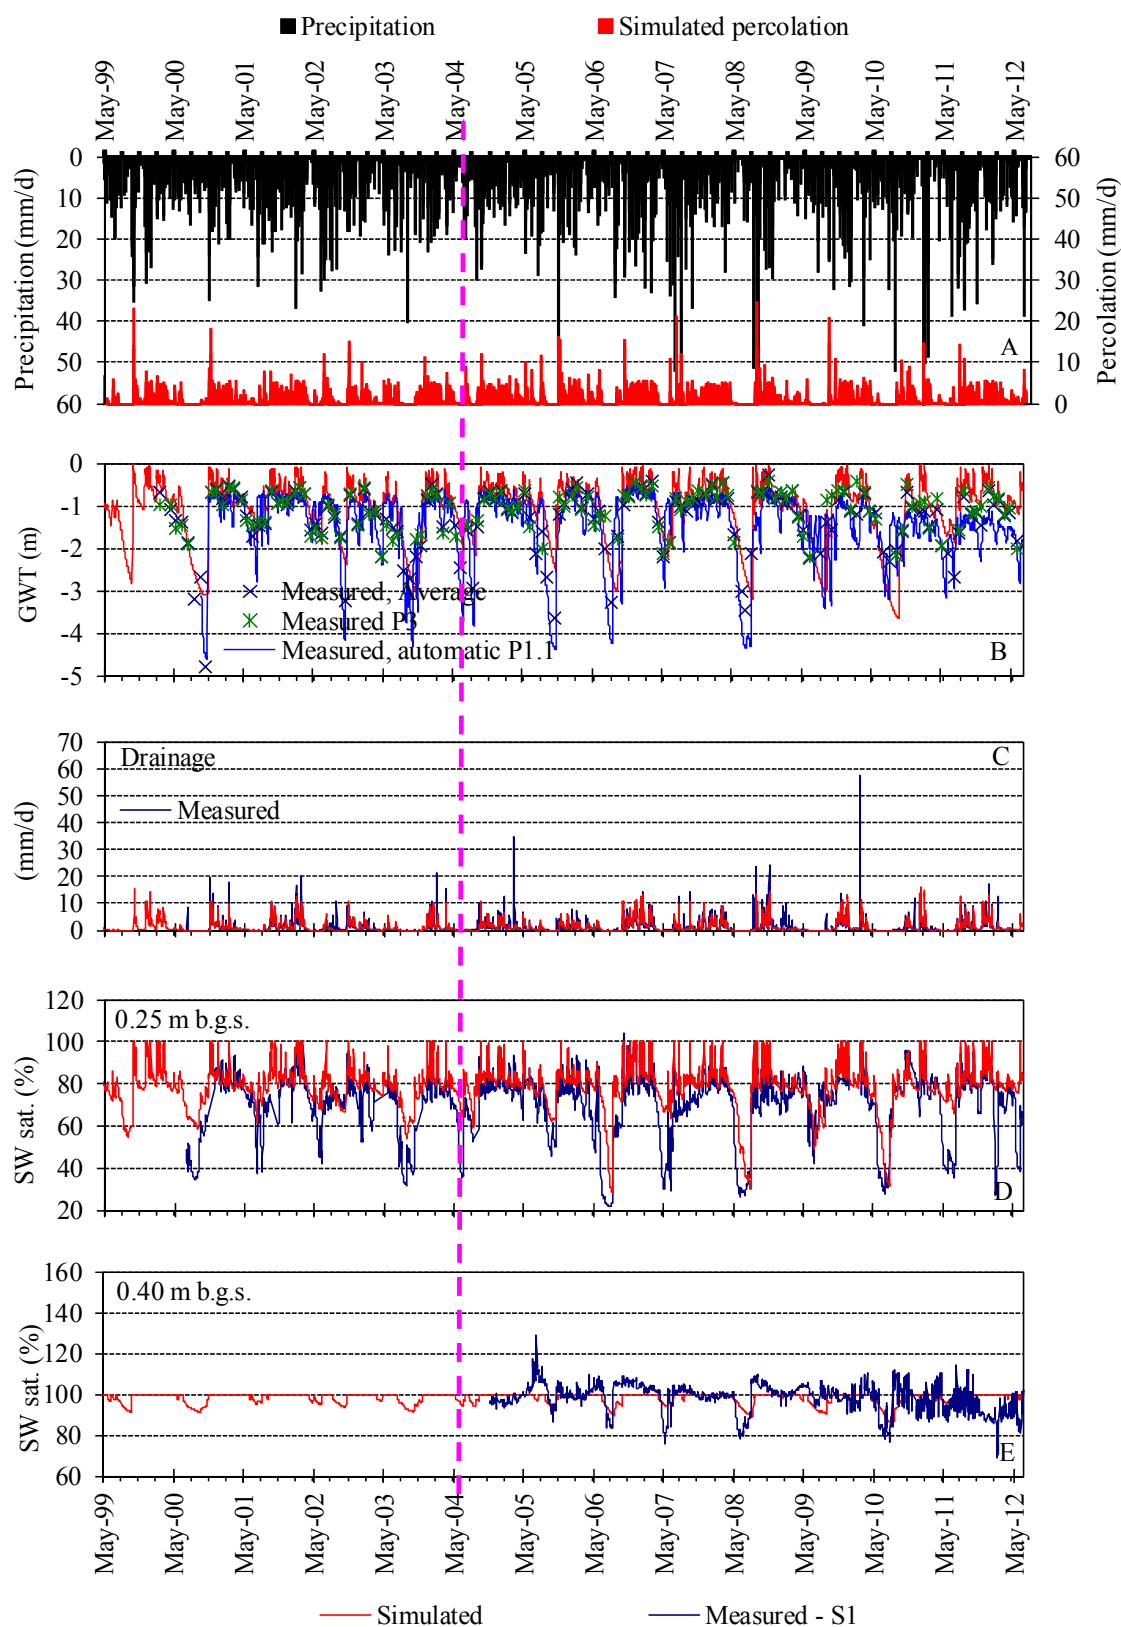 Precipitation Simulated percolation
May-99 May-00 May-01 May-02 May-03 May-04 May-05 May-06 May-07 May-08 May-09 May-10 May-11 May-12
Precipitation (mm/d)
0 10 20 30 40 50 60
60 50 40 30 20 10 0
Percolation (mm/d)
A
GWT (m)
0 -1 -2 -3 -4 -5
Measured, Average
Measured P3
Measured, automatic P1.1
B
(mm/d)
70 60 50 40 30 20 10 0
Drainage
Measured
C
SW sat. (%)
120 100 80 60 40 20
0.25 m b.g.s.
D
SW sat. (%)
160 140 120 100 80 60
0.40 m b.g.s.
E
May-99 May-00 May-01 May-02 May-03 May-04 May-05 May-06 May-07 May-08 May-09 May-10 May-11 May-12
Simulated Measured - S1